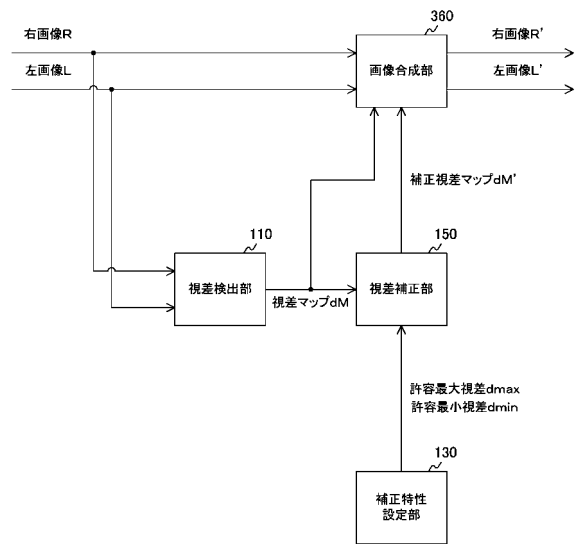 360
右画像R
右画像R'
画像合成部
左画像L
左画像L'
補正視差マップdM'
110
150
視差検出部
視差補正部
視差マップdM
許容最大視差dmax
許容最小視差dmin
130
補正特性
設定部